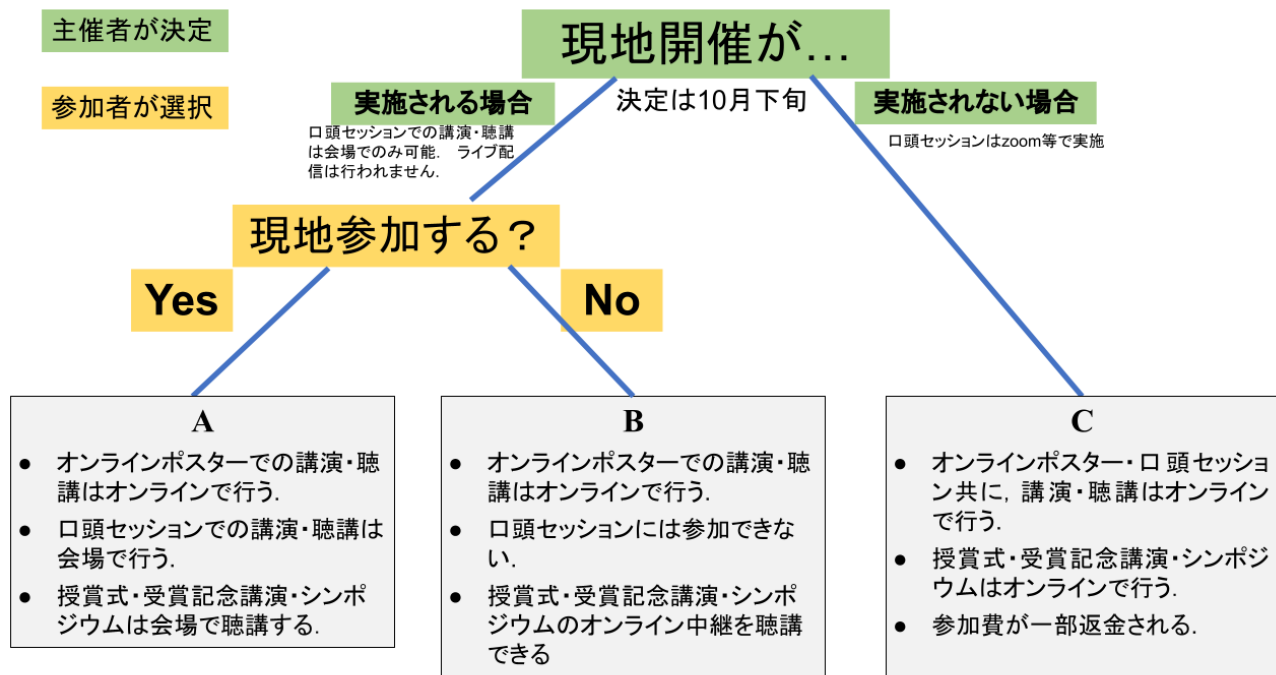 主催者が決定
現地開催が…
参加者が選択
実施される場合
決定は10月下旬
実施されない場合
口頭セッションでの講演・聴講
は会場でのみ可能． ライブ配
信は行われません．
口頭セッションはzoom等で実施
現地参加する？
Yes
No
A
● オンラインポスターでの講演・聴
講はオンラインで行う．
● 口頭セッションでの講演・聴講は
会場で行う．
● 授賞式・受賞記念講演・シンポ
ジウムは会場で聴講する．
B
● オンラインポスターでの講演・聴
講はオンラインで行う．
● 口頭セッションには参加できな
い．
● 授賞式・受賞記念講演・シンポ
ジウムのオンライン中継を聴講
できる
C
● オンラインポスター・口頭セッショ
ン共に，講演・聴講はオンライン
で行う．
● 授賞式・受賞記念講演・シンポジ
ウムはオンラインで行う．
● 参加費が一部返金される．